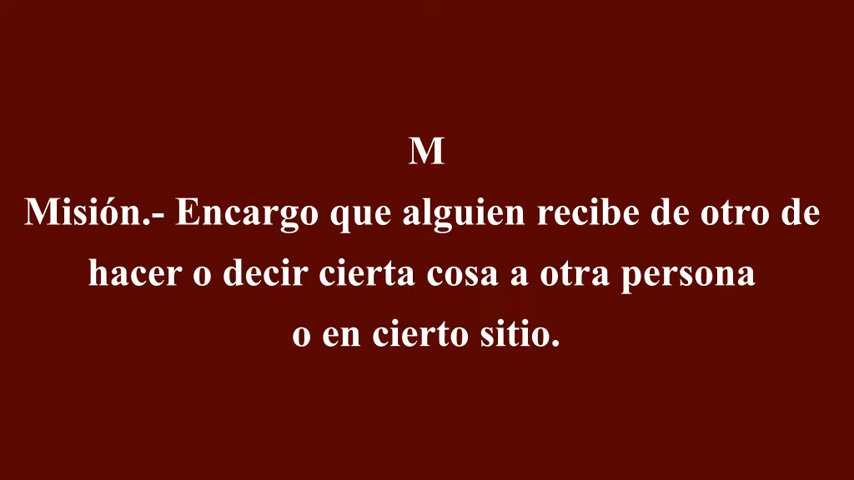 M
Misión.- Encargo que alguien recibe de otro de
hacer o decir cierta cosa a otra persona
o en cierto sitio.